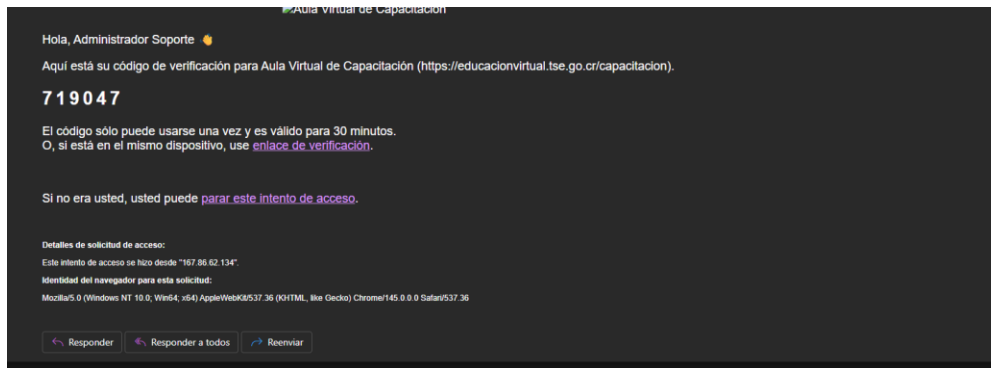 Aula Virtual de Capacitación
Hola, Administrador Soporte 👋
Aquí está su código de verificación para Aula Virtual de Capacitación (https://educacionvirtual.tse.go.cr/capacitacion).
719047
El código sólo puede usarse una vez y es válido para 30 minutos.
O, si está en el mismo dispositivo, use enlace de verificación.
Si no era usted, usted puede parar este intento de acceso.
Detalles de solicitud de acceso:
Este intento de acceso se hizo desde "167.86.62.134".
Identidad del navegador para esta solicitud:
Mozilla/5.0 (Windows NT 10.0; Win64; x64) AppleWebKit/537.36 (KHTML, like Gecko) Chrome/145.0.0.0 Safari/537.36
Responder
Responder a todos
Reenviar